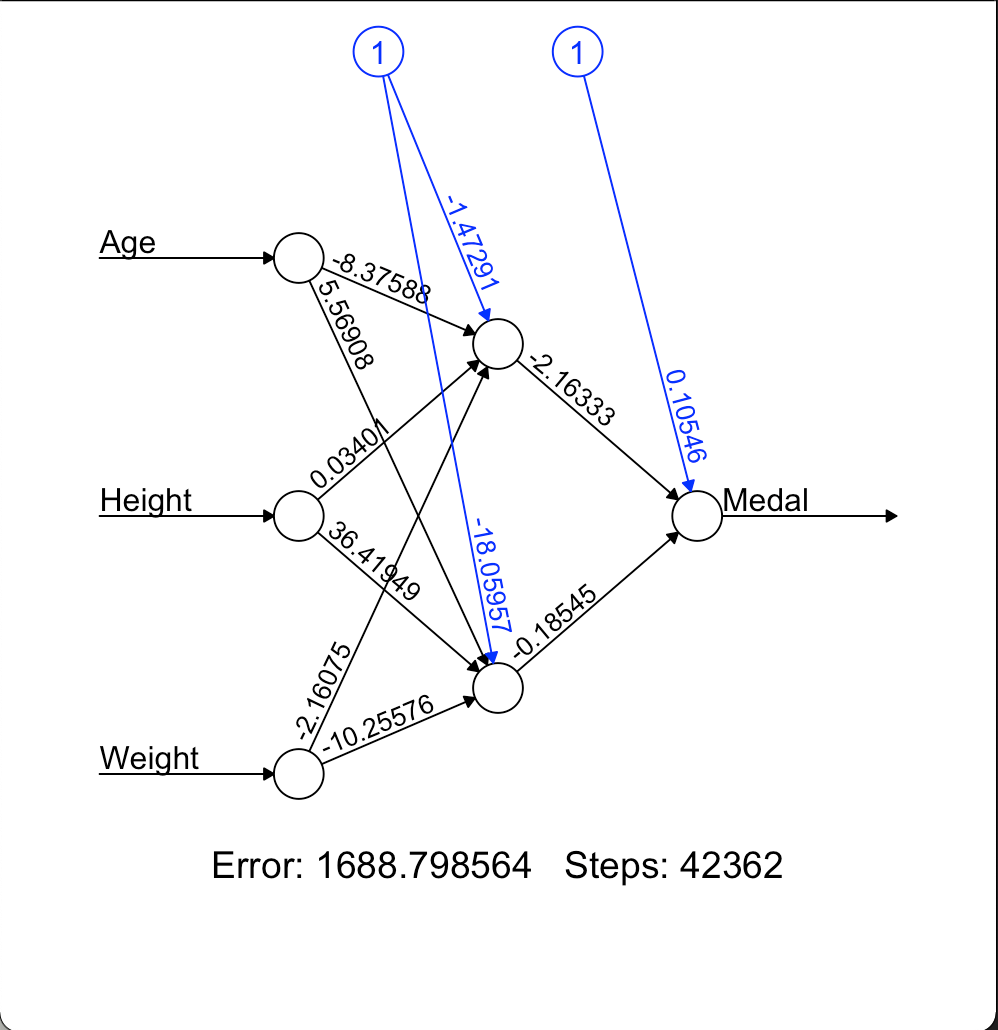 1
1
-1.47291
Age
-8.37588
5.56908
-2.16333
0.10546
0.03401
Height
Medal
36.41949
-18.05957
-0.18545
-2.16075
-10.25576
Weight
Error: 1688.798564 Steps: 42362